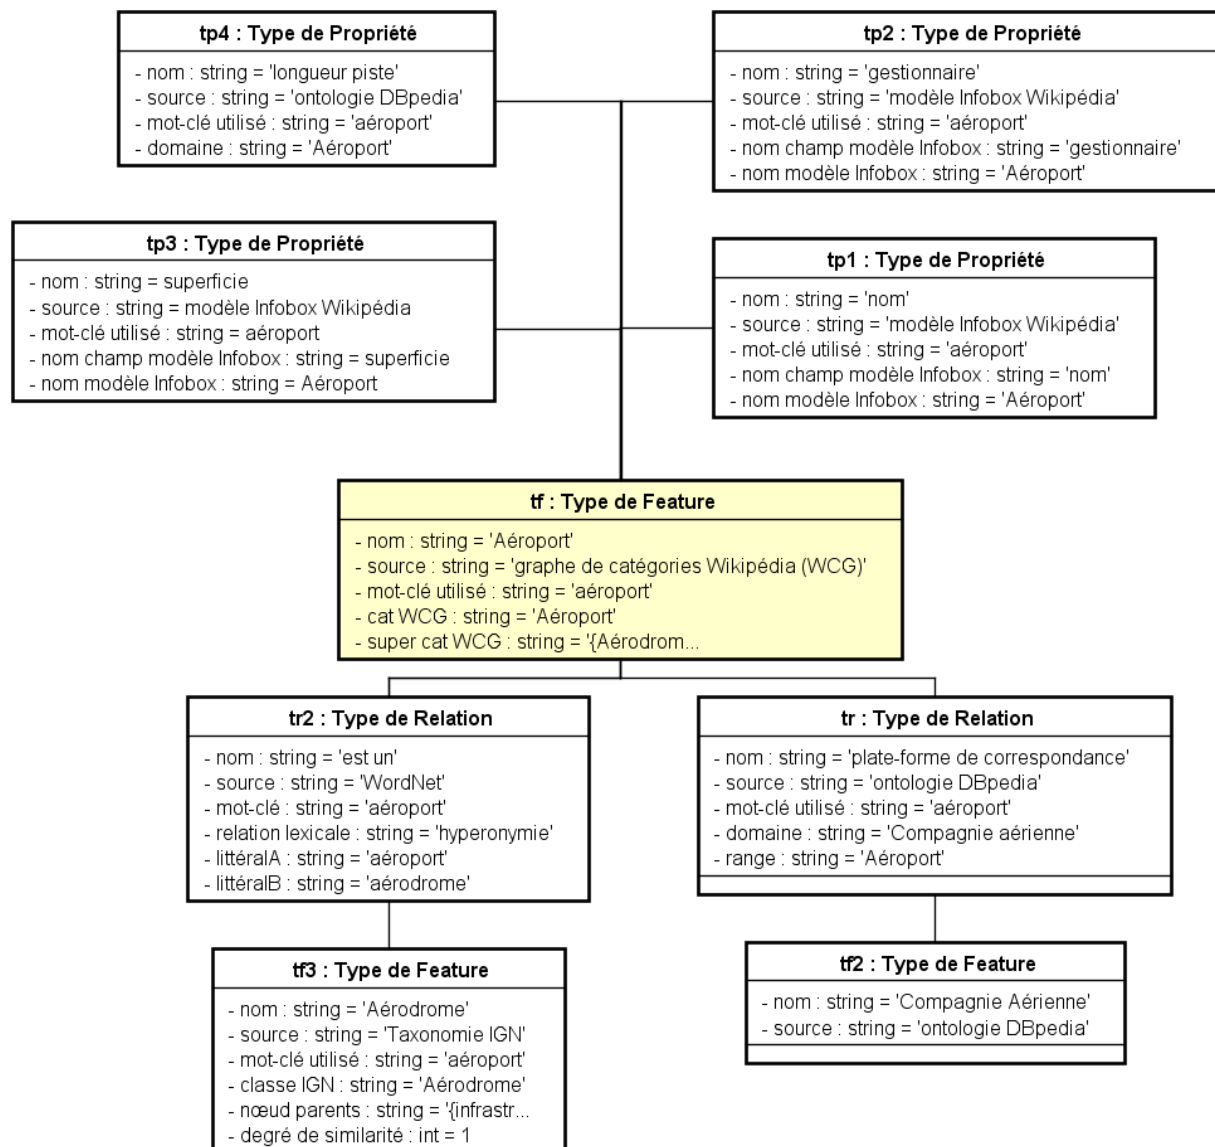 tp4 : Type de Propriété
- nom : string = 'longueur piste'
- source : string = 'ontologie DBpedia'
- mot-clé utilisé : string = 'aéroport'
- domaine : string = 'Aéroport'
tp2 : Type de Propriété
- nom : string = 'gestionnaire'
- source : string = 'modèle Infobox Wikipédia'
- mot-clé utilisé : string = 'aéroport'
- nom champ modèle Infobox : string = 'gestionnaire'
- nom modèle Infobox : string = 'Aéroport'
tp3 : Type de Propriété
- nom : string = superficie
- source : string = modèle Infobox Wikipédia
- mot-clé utilisé : string = aéroport
- nom champ modèle Infobox : string = superficie
- nom modèle Infobox : string = Aéroport
tp1 : Type de Propriété
- nom : string = 'nom'
- source : string = 'modèle Infobox Wikipédia'
- mot-clé utilisé : string = 'aéroport'
- nom champ modèle Infobox : string = 'nom'
- nom modèle Infobox : string = 'Aéroport'
tf : Type de Feature
- nom : string = 'Aéroport'
- source : string = 'graphe de catégories Wikipédia (WCG)'
- mot-clé utilisé : string = 'aéroport'
- cat WCG : string = 'Aéroport'
- super cat WCG : string = '{Aérodrom...
tr2 : Type de Relation
- nom : string = 'est un'
- source : string = 'WordNet'
- mot-clé : string = 'aéroport'
- relation lexicale : string = 'hyperonymie'
- littéralA : string = 'aéroport'
- littéralB : string = 'aérodrome'
tr : Type de Relation
- nom : string = 'plate-forme de correspondance'
- source : string = 'ontologie DBpedia'
- mot-clé utilisé : string = 'aéroport'
- domaine : string = 'Compagnie aérienne'
- range : string = 'Aéroport'
tf3 : Type de Feature
- nom : string = 'Aérodrome'
- source : string = 'Taxonomie IGN'
- mot-clé utilisé : string = 'aéroport'
- classe IGN : string = 'Aérodrome'
- nœud parents : string = '{infrastr...
- degré de similarité : int = 1
tf2 : Type de Feature
- nom : string = 'Compagnie Aérienne'
- source : string = 'ontologie DBpedia'